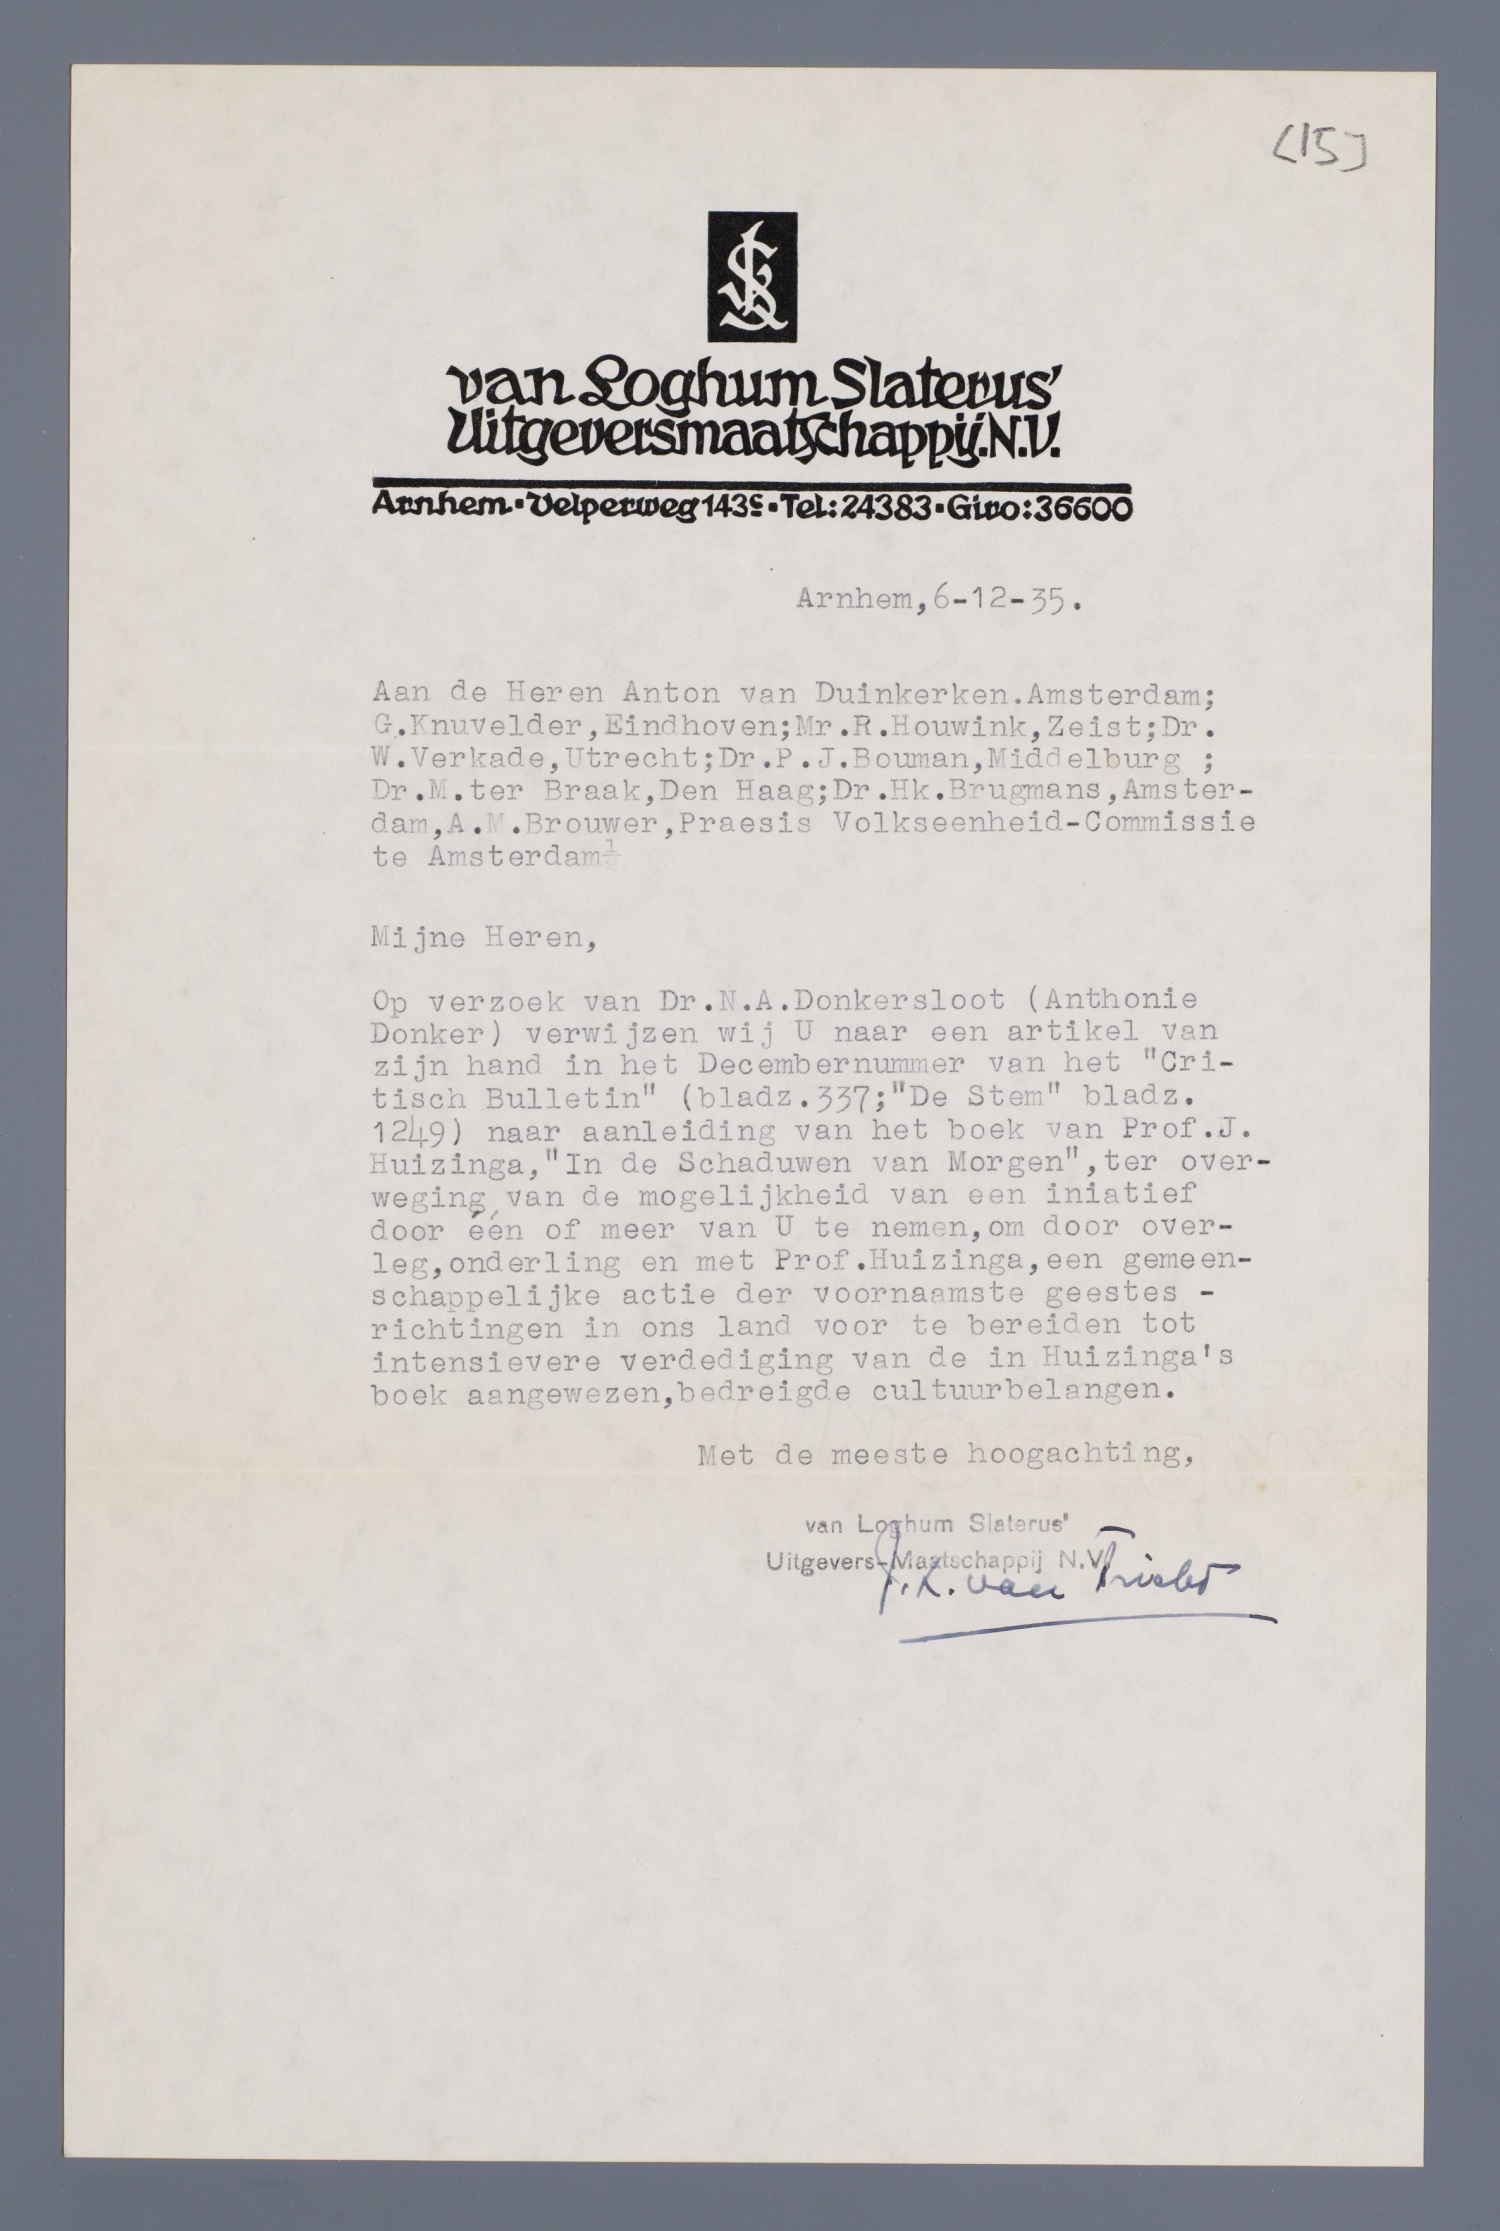 [15]
van Loghum Slaterus'
Uitgeversmaatschappij.N.V.
Arnhem▪Velperweg 143c▪Tel:24383▪Giro:36600
Arnhem,6-12-35.
Aan de Heren Anton van Duinkerken.Amsterdam;
G.Knuvelder,Eindhoven;Mr.R.Houwink,Zeist;Dr.
W.Verkade,Utrecht;Dr.P.J.Bouman,Middelburg ;
Dr.M.ter Braak,Den Haag;Dr.Hk.Brugmans,Amster-
dam,A.M.Brouwer,Praesis Volkseenheid-Commissie
te Amsterdam½
Mijne Heren,
Op verzoek van Dr.N.A.Donkersloot (Anthonie
Donker) verwijzen wij U naar een artikel van
zijn hand in het Decembernummer van het "Cri-
tisch Bulletin" (bladz.337;"De Stem" bladz.
1249) naar aanleiding van het boek van Prof.J.
Huizinga,"In de Schaduwen van Morgen",ter over-
weging van de mogelijkheid van een iniatief
door één of meer van U te nemen,om door over-
leg,onderling en met Prof.Huizinga,een gemeen-
schappelijke actie der voornaamste geestes -
richtingen in ons land voor te bereiden tot
intensievere verdediging van de in Huizinga's
boek aangewezen,bedreigde cultuurbelangen.
Met de meeste hoogachting,
van Loghum Slaterus'
Uitgevers-Maatschappij N.V.
J.K. van Tricht